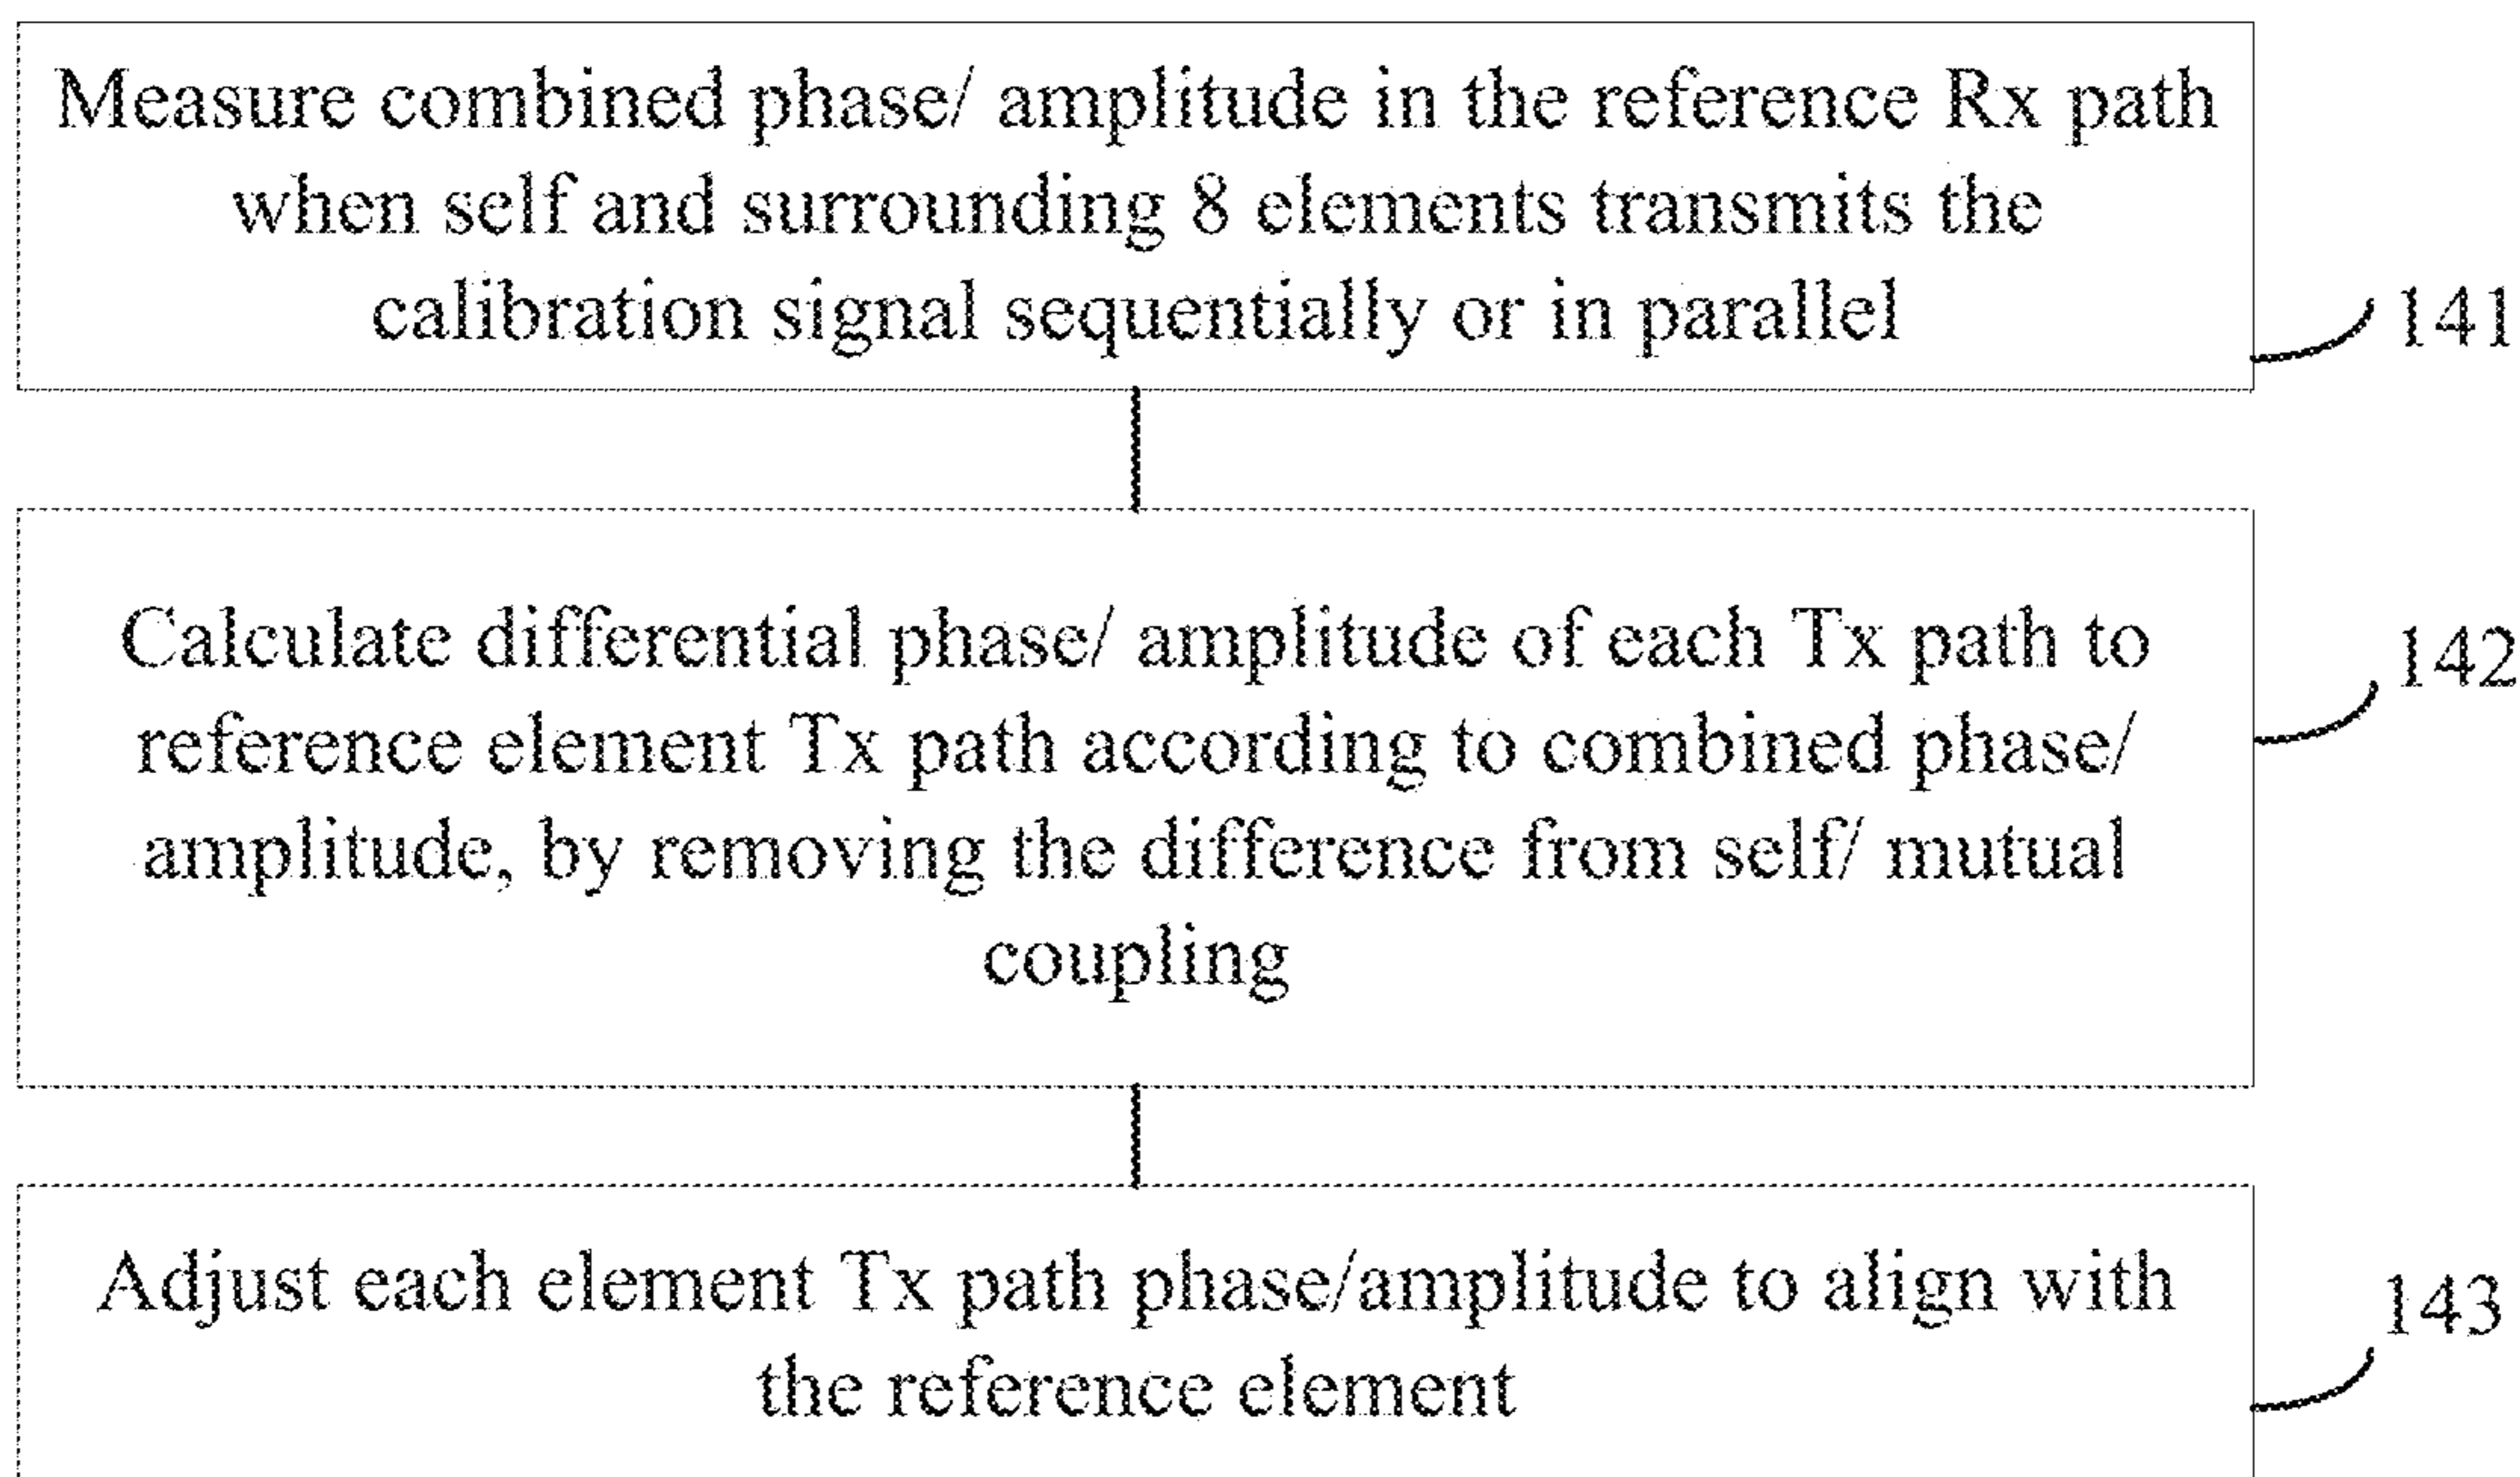 Measure combined phase/ amplitude in the reference Rx path
when self and surrounding 8 elements transmits the
calibration signal sequentially or in parallel
141
Calculate differential phase/ amplitude of each Tx path to
reference element Tx path according to combined phase/
amplitude, by removing the difference from self/ mutual
coupling
142
Adjust each element Tx path phase/amplitude to align with
the reference element
143